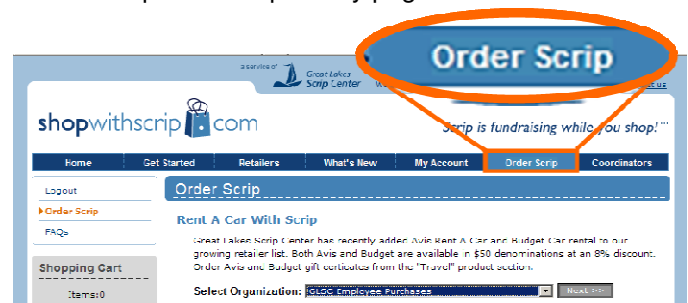 Order Scrip
a service of Great Lakes Scrip Center
shopwithscrip com
Scrip is fundraising while you shop!™
Home Get Started Retailers What's New My Account Order Scrip Coordinators
Logout
Order Scrip
FAQs
Shopping Cart
Items:0
Order Scrip
Rent A Car With Scrip
Great Lakes Scrip Center has recently added Avis Rent A Car and Budget Car rental to our
growing retailer list. Both Avis and Budget are available in $50 denominations at an 8% discount.
Order Avis and Budget gift certicates from the "Travel" product section.
Select Organization: GLSC Employee Purchases Next >>